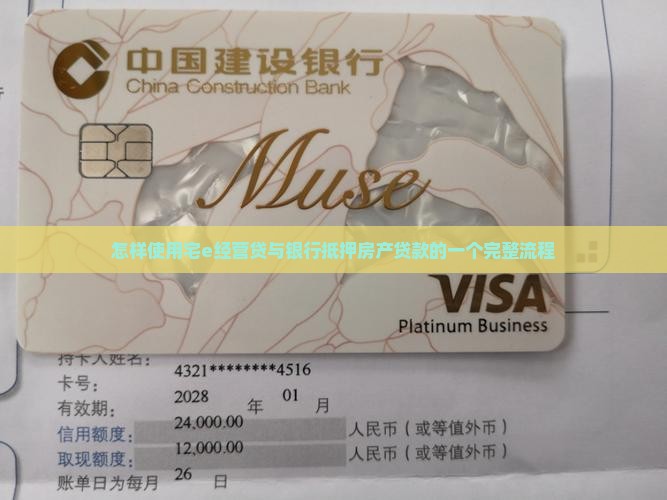 中国建设银行
China Construction Bank
Muse
怎样使用宅e经营贷与银行抵押房产贷款的一个完整流程
VISA
Platinum Business
持卡人姓名：
卡号： 4321********4516
有效期： 2028 年 01 月
信用额度： 24,000.00 人民币（或等值外币）
取现额度： 12,000.00 人民币（或等值外币）
账单日为每月 26 日